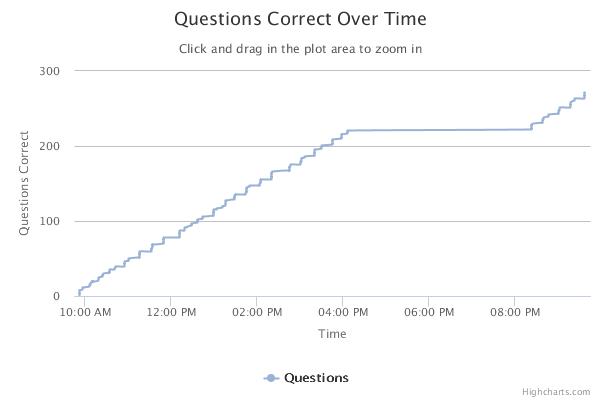 Questions Correct Over Time
Click and drag in the plot area to zoom in
Questions Correct
300
200
100
0
10:00 AM 12:00 PM 02:00 PM 04:00 PM 06:00 PM 08:00 PM
Time
Questions
Highcharts.com